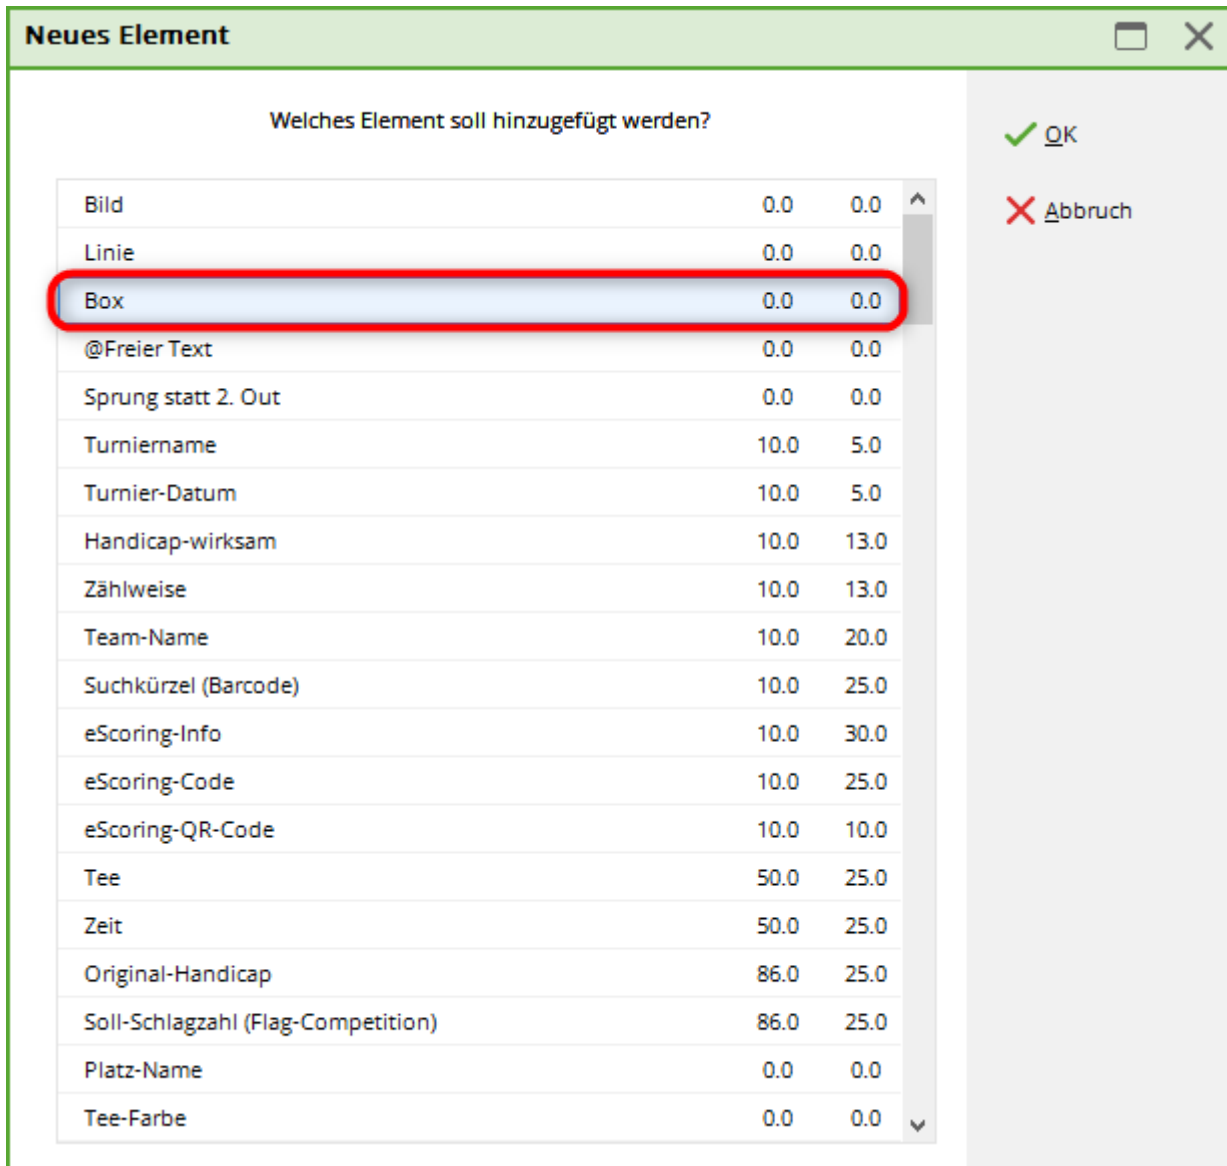 Neues Element
Welches Element soll hinzugefügt werden?
OK
Abbruch
Bild 0.0 0.0
Linie 0.0 0.0
Box 0.0 0.0
@Freier Text 0.0 0.0
Sprung statt 2. Out 0.0 0.0
Turniername 10.0 5.0
Turnier-Datum 10.0 5.0
Handicap-wirksam 10.0 13.0
Zählweise 10.0 13.0
Team-Name 10.0 20.0
Suchkürzel (Barcode) 10.0 25.0
eScoring-Info 10.0 30.0
eScoring-Code 10.0 25.0
eScoring-QR-Code 10.0 10.0
Tee 50.0 25.0
Zeit 50.0 25.0
Original-Handicap 86.0 25.0
Soll-Schlagzahl (Flag-Competition) 86.0 25.0
Platz-Name 0.0 0.0
Tee-Farbe 0.0 0.0